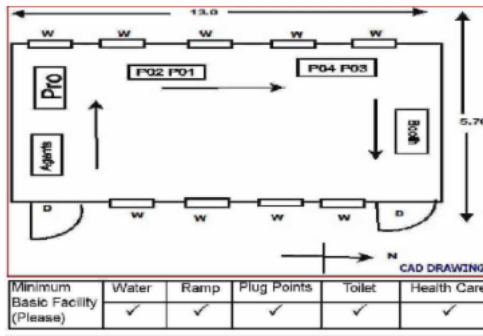 13.0
W W W W W
Pro
P02 P01
P04 P03
5.70
Agents
Booth
D
W W W W
D
N
CAD DRAWING
Minimum Basic Facility (Please) Water Ramp Plug Points Toilet Health Care
✓ ✓ ✓ ✓ ✓